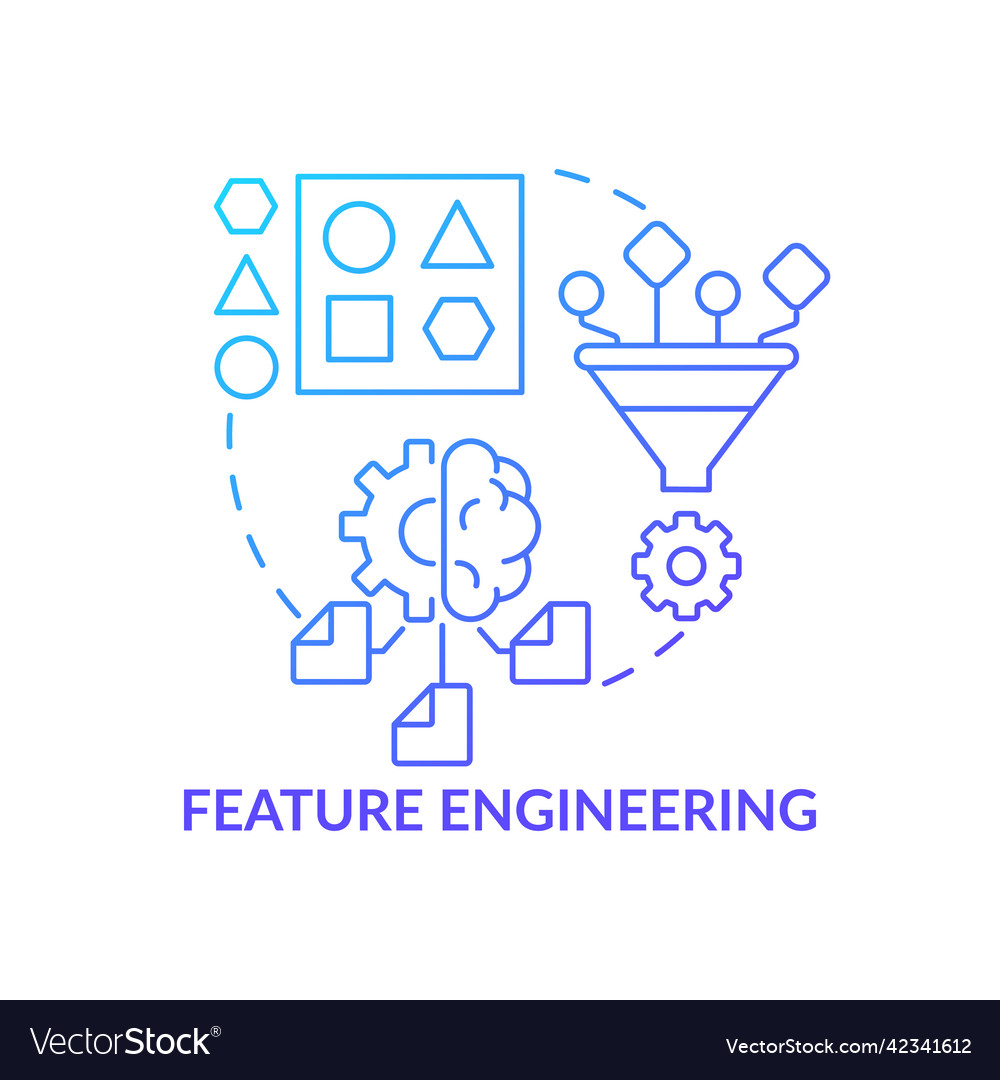 FEATURE ENGINEERING
VectorStock®
VectorStock.com/42341612